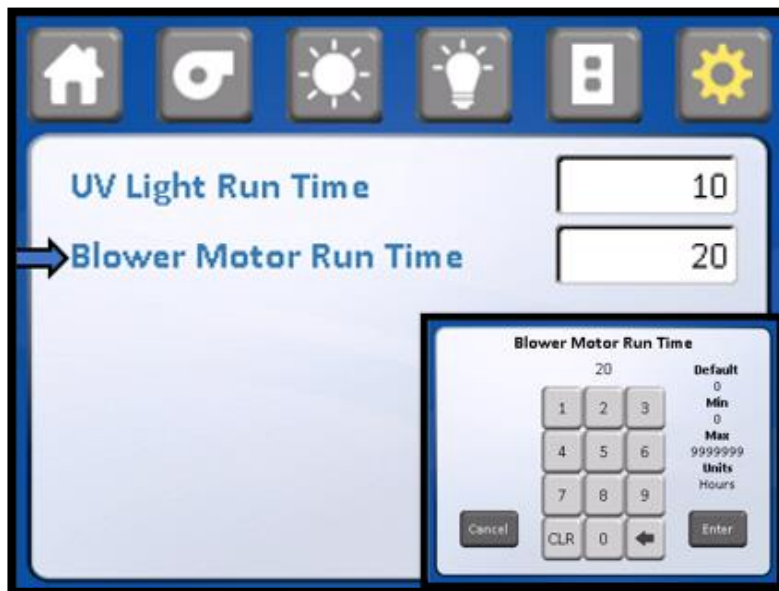 UV Light Run Time 10
Blower Motor Run Time 20
Blower Motor Run Time
20
Default
0
Min
0
Max
9999999
Units
Hours
1 2 3
4 5 6
7 8 9
Cancel CLR 0 Enter